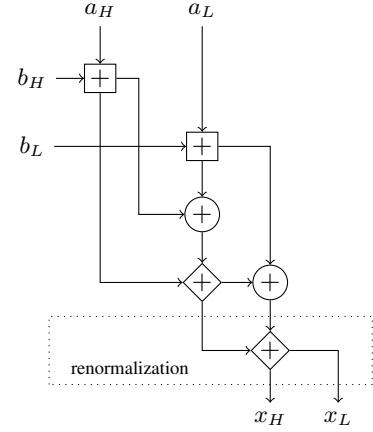 a_H a_L
b_H +
b_L +
+
+ +
+
renormalization
x_H x_L